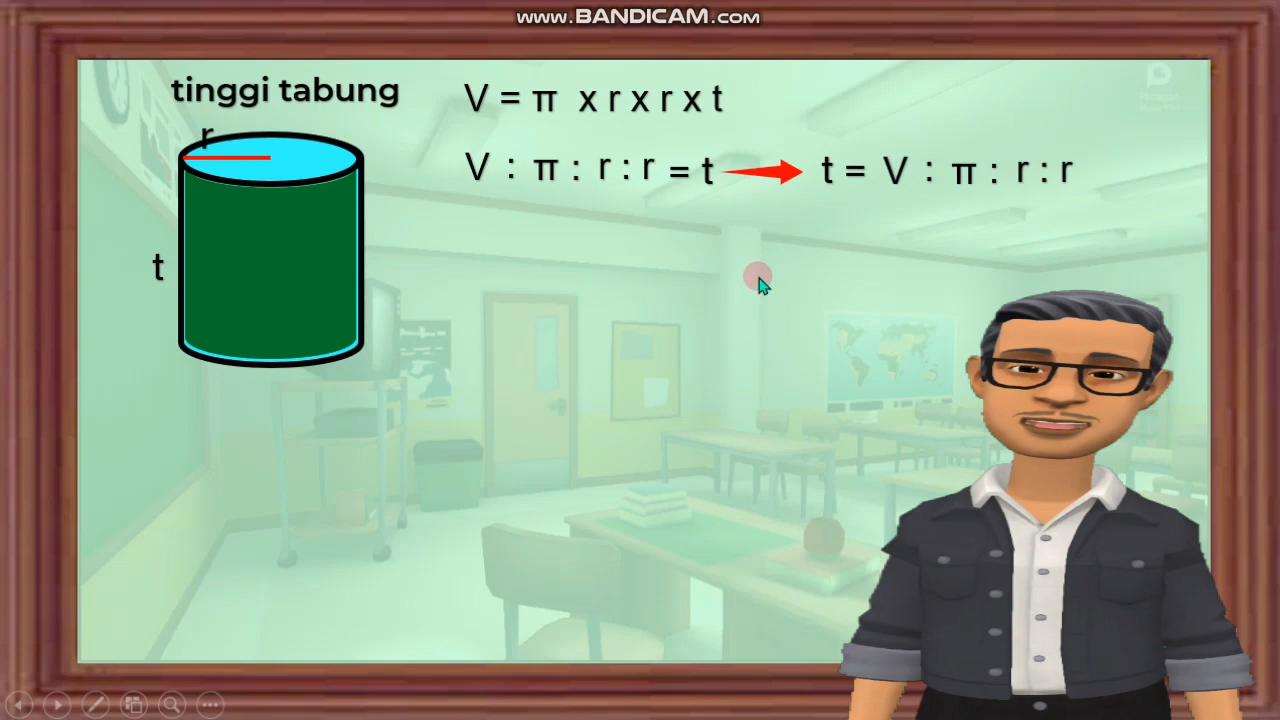 www.BANDICAM.com
tinggi tabung
V = π x r x r x t
r
V : π : r : r = t
t = V : π : r : r
t